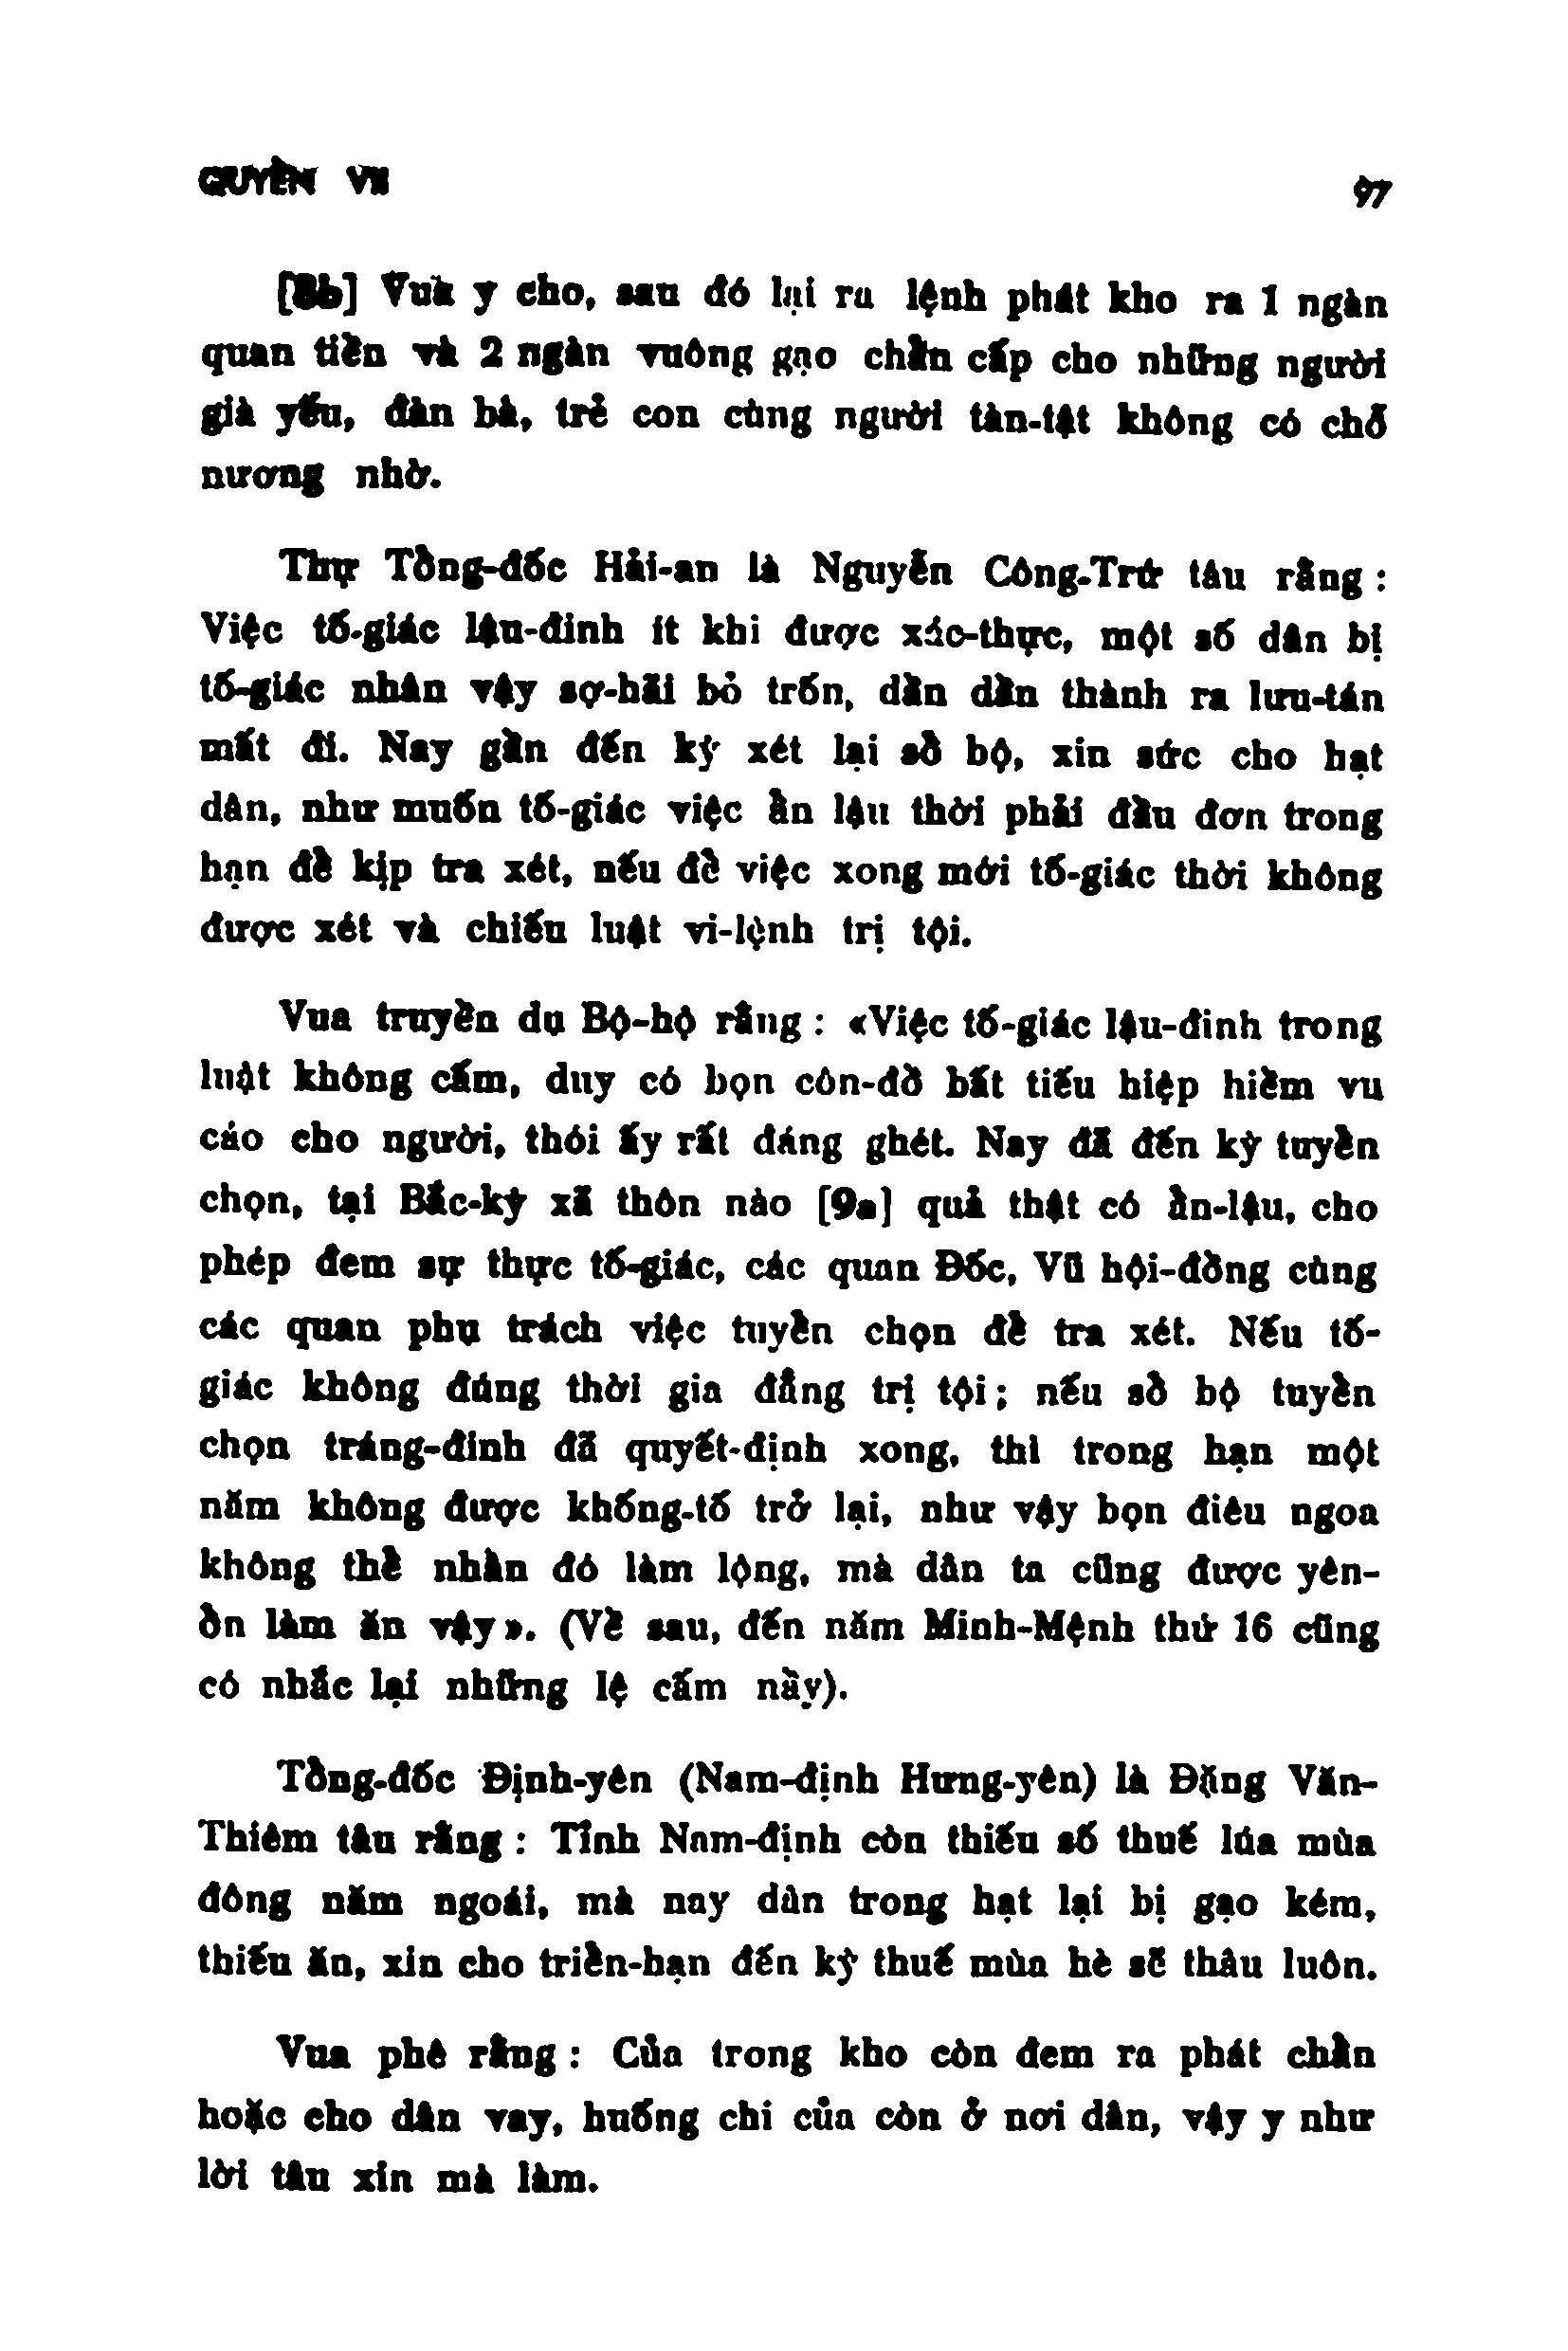 QUYỂN VII
97
[8b] Vua y cho, sau đó lại ra lệnh phát kho ra 1 ngàn
quan tiền và 2 ngàn vuông gạo chẩn cấp cho những người
già yếu, đàn bà, trẻ con cùng người tàn-tật không có chỗ
nương nhờ.
Thự Tổng-đốc Hải-an là Nguyễn Công-Trứ tâu rằng :
Việc tố-giác lậu-đinh ít khi được xác-thực, một số dân bị
tố-giác nhân vậy sợ-hãi bỏ trốn, dần dần thành ra lưu-tán
mất đi. Nay gần đến kỳ xét lại sổ bộ, xin sức cho hạt
dân, như muốn tố-giác việc ẩn lậu thời phải đầu đơn trong
hạn để kịp tra xét, nếu để việc xong mới tố-giác thời không
được xét và chiếu luật vi-lệnh trị tội.
Vua truyền dụ Bộ-hộ rằng : «Việc tố-giác lậu-đinh trong
luật không cấm, duy có bọn côn-đồ bất tiếu hiệp hiềm vu
cáo cho người, thói ấy rất đáng ghét. Nay đã đến kỳ tuyển
chọn, tại Bắc-kỳ xã thôn nào [9a] quả thật có ẩn-lậu, cho
phép đem sự thực tố-giác, các quan Đốc, Vũ hội-đồng cùng
các quan phụ trách việc tuyển chọn để tra xét. Nếu tố-
giác không đúng thời gia đẳng trị tội ; nếu sổ bộ tuyển
chọn tráng-đinh đã quyết-định xong, thì trong hạn một
năm không được khống-tố trở lại, như vậy bọn điêu ngoa
không thể nhân đó làm lộng, mà dân ta cũng được yên-
ổn làm ăn vậy». (Về sau, đến năm Minh-Mệnh thứ 16 cũng
có nhắc lại những lệ cấm nầy).
Tổng-đốc Định-yên (Nam-định Hưng-yên) là Đặng Văn-
Thiêm tâu rằng : Tỉnh Nam-định còn thiếu số thuế lúa mùa
đông năm ngoái, mà nay dân trong hạt lại bị gạo kém,
thiếu ăn, xin cho triển-hạn đến kỳ thuế mùa hè sẽ thâu luôn.
Vua phê rằng : Của trong kho còn đem ra phát chẩn
hoặc cho dân vay, huống chi của còn ở nơi dân, vậy y như
lời tâu xin mà làm.